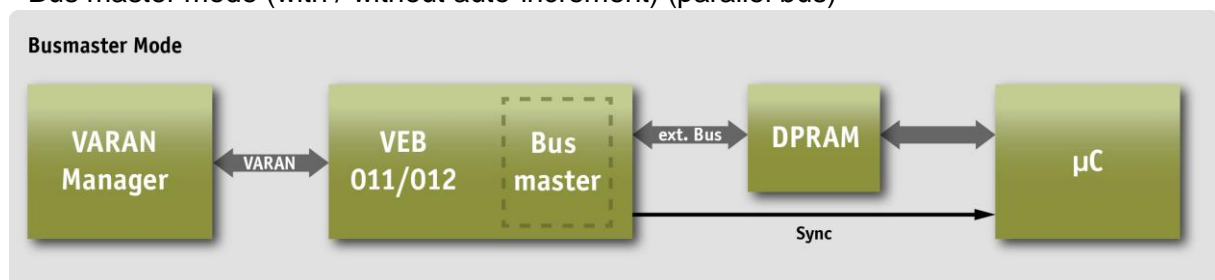 Bus master mode (with / without auto-increment) (parallel bus)
Busmaster Mode
VARAN
Manager
VARAN
VEB
011/012
Bus
master
ext. Bus
DPRAM
µC
Sync